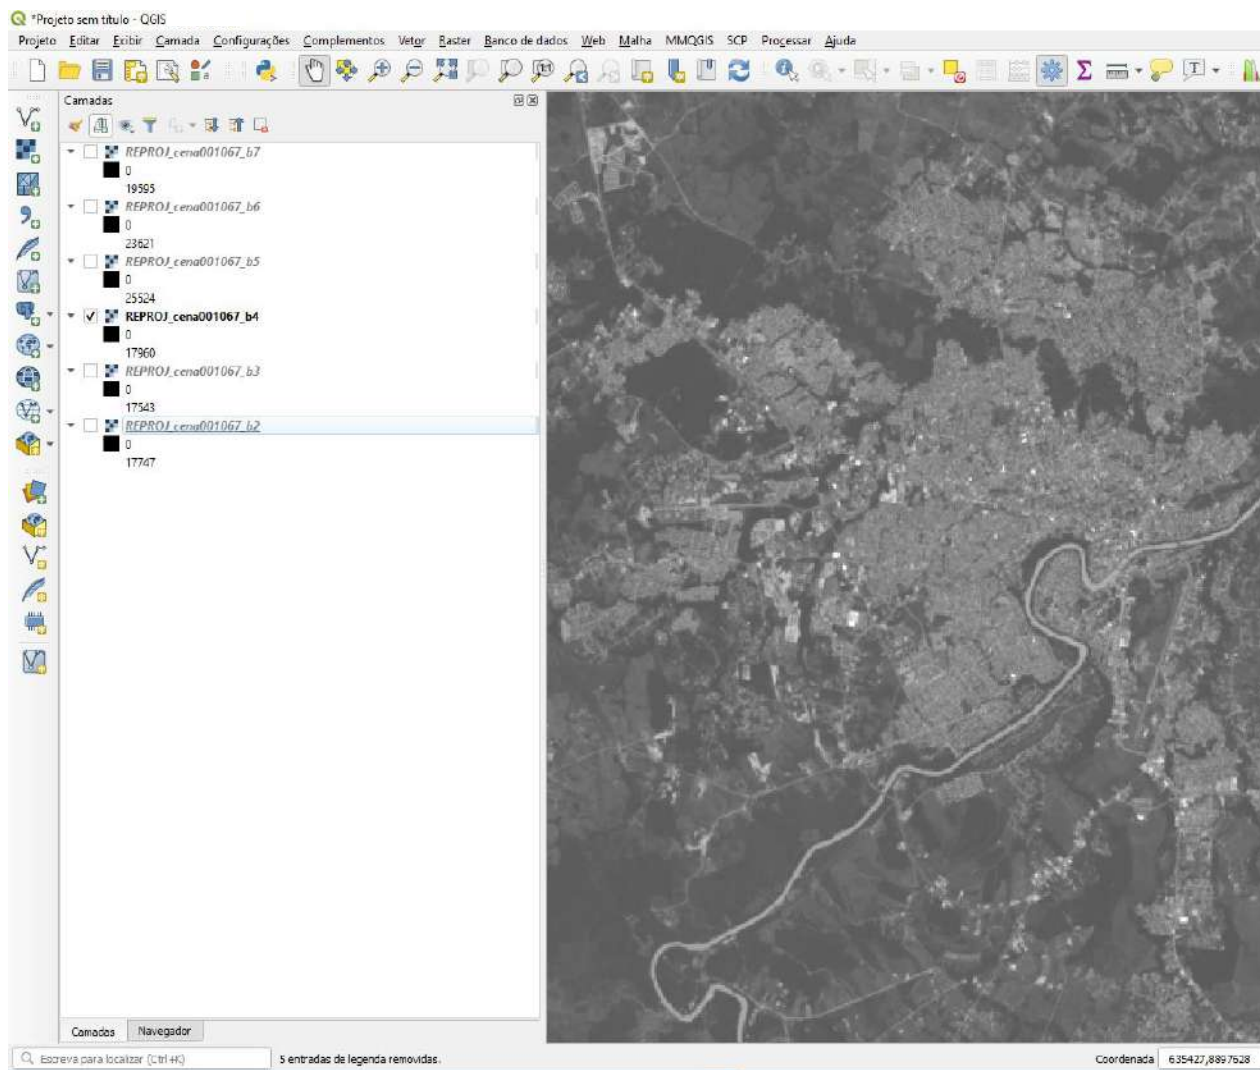 *Projeto sem título - QGIS
Projeto Editar Exibir Camada Configurações Complementos Vetor Raster Banco de dados Web Malha MMQGIS SCP Processar Ajuda
Camadas
REPROJ_cena001067_b7
0
19595
REPROJ_cena001067_b6
0
23621
REPROJ_cena001067_b5
0
25524
REPROJ_cena001067_b4
0
17960
REPROJ_cena001067_b3
0
17543
REPROJ_cena001067_b2
0
17747
Camadas Navegador
Escreva para localizar (Ctrl+K) 5 entradas de legenda removidas. Coordenada 635427,8897628